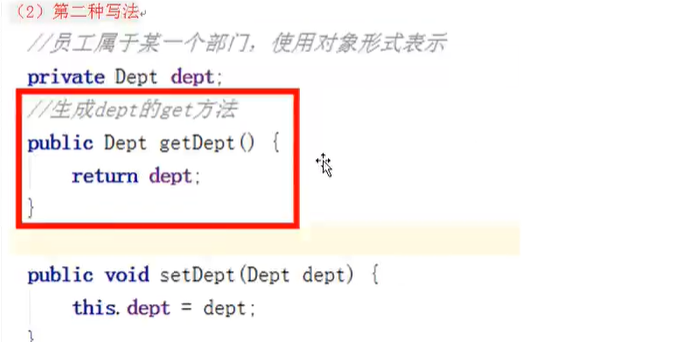 （2）第二种写法
//员工属于某一个部门，使用对象形式表示
private Dept dept;
//生成dept的get方法
public Dept getDept() {
return dept;
}
public void setDept(Dept dept) {
this.dept = dept;
}